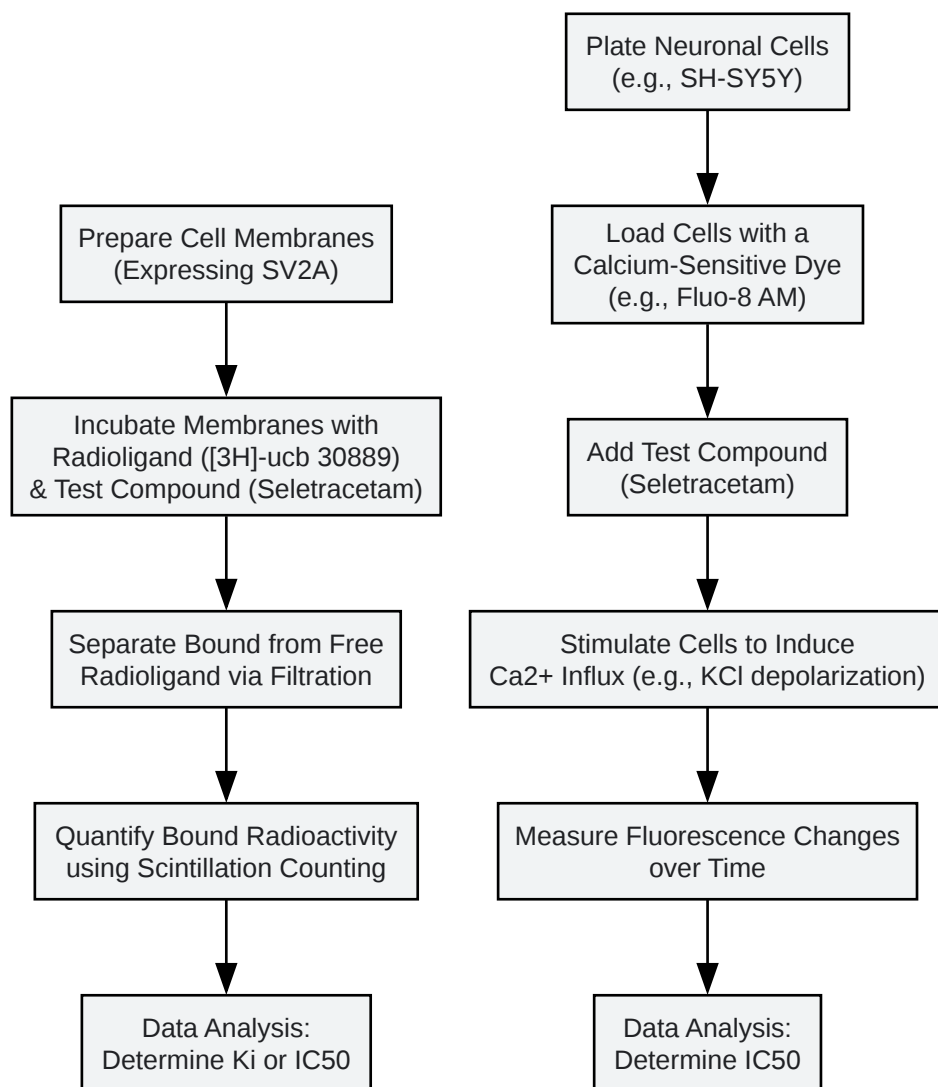 Prepare Cell Membranes
(Expressing SV2A)
Incubate Membranes with
Radioligand ([3H]-ucb 30889)
& Test Compound (Seletracetam)
Separate Bound from Free
Radioligand via Filtration
Quantify Bound Radioactivity
using Scintillation Counting
Data Analysis:
Determine Ki or IC50
Plate Neuronal Cells
(e.g., SH-SY5Y)
Load Cells with a
Calcium-Sensitive Dye
(e.g., Fluo-8 AM)
Add Test Compound
(Seletracetam)
Stimulate Cells to Induce
Ca2+ Influx (e.g., KCl depolarization)
Measure Fluorescence Changes
over Time
Data Analysis:
Determine IC50